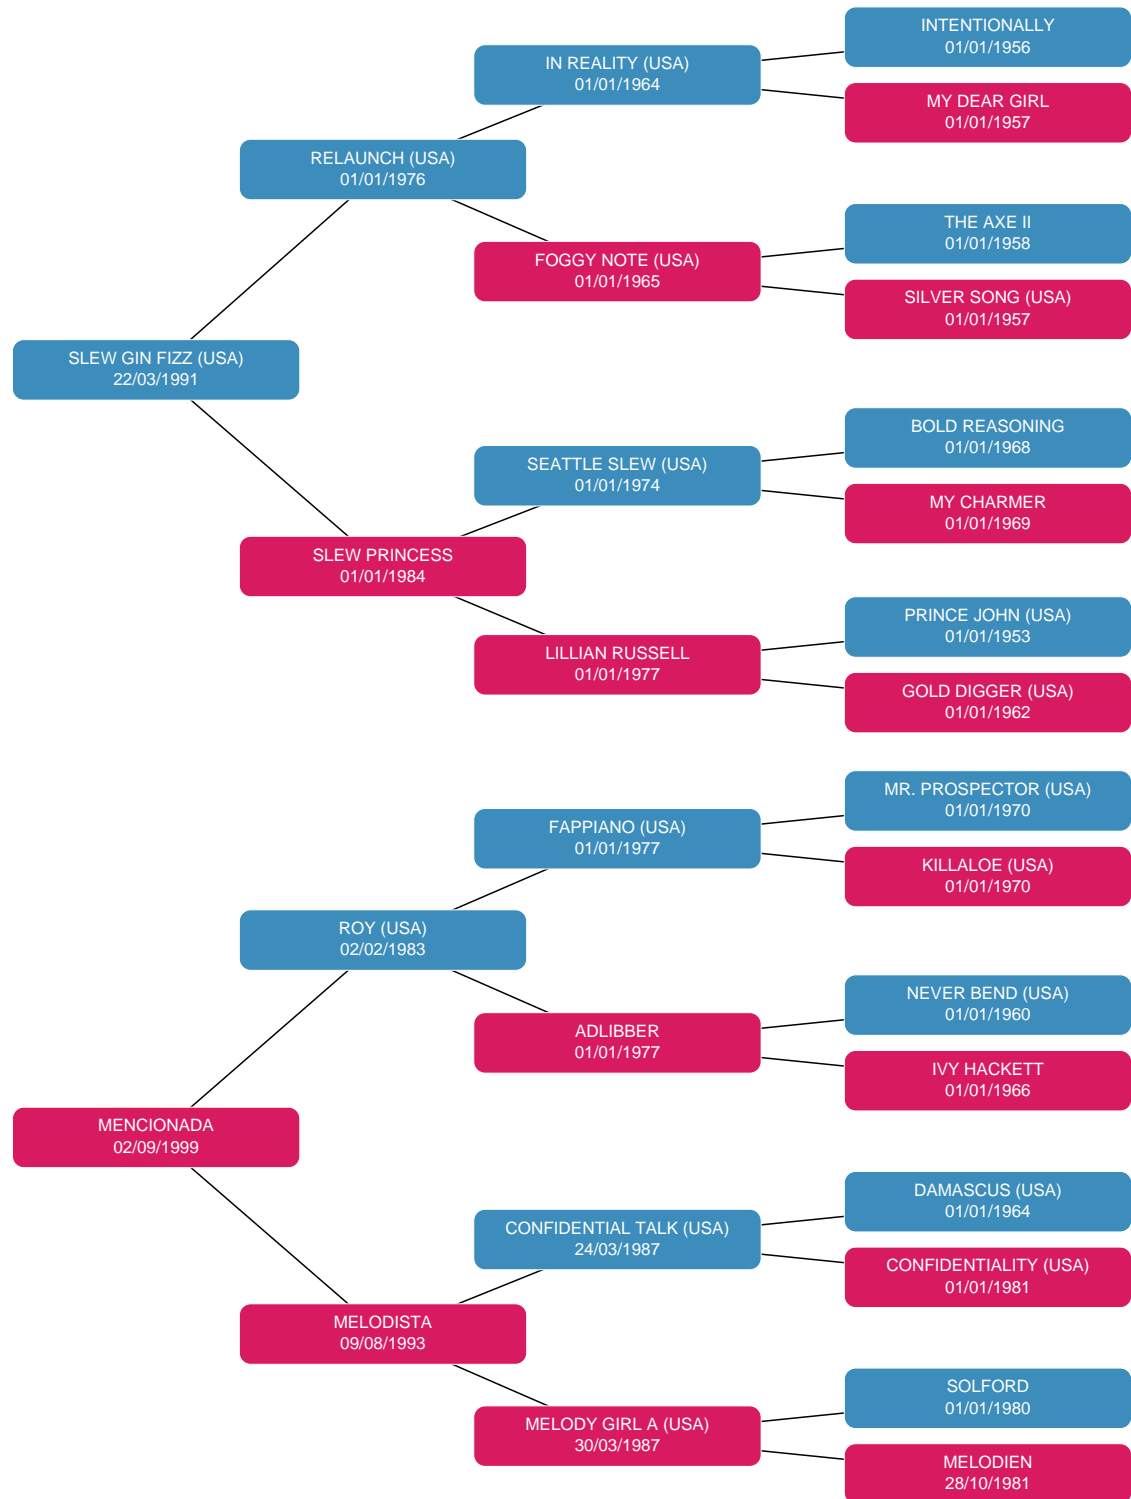 INTENTIONALLY
01/01/1956
IN REALITY (USA)
01/01/1964
MY DEAR GIRL
01/01/1957
RELAUNCH (USA)
01/01/1976
THE AXE II
01/01/1958
FOGGY NOTE (USA)
01/01/1965
SILVER SONG (USA)
01/01/1957
SLEW GIN FIZZ (USA)
22/03/1991
BOLD REASONING
01/01/1968
SEATTLE SLEW (USA)
01/01/1974
MY CHARMER
01/01/1969
SLEW PRINCESS
01/01/1984
PRINCE JOHN (USA)
01/01/1953
LILLIAN RUSSELL
01/01/1977
GOLD DIGGER (USA)
01/01/1962
MR. PROSPECTOR (USA)
01/01/1970
FAPPIANO (USA)
01/01/1977
KILLALOE (USA)
01/01/1970
ROY (USA)
02/02/1983
NEVER BEND (USA)
01/01/1960
ADLIBBER
01/01/1977
IVY HACKETT
01/01/1966
MENCIONADA
02/09/1999
DAMASCUS (USA)
01/01/1964
CONFIDENTIAL TALK (USA)
24/03/1987
CONFIDENTIALITY (USA)
01/01/1981
MELODISTA
09/08/1993
SOLFORD
01/01/1980
MELODY GIRL A (USA)
30/03/1987
MELODIEN
28/10/1981